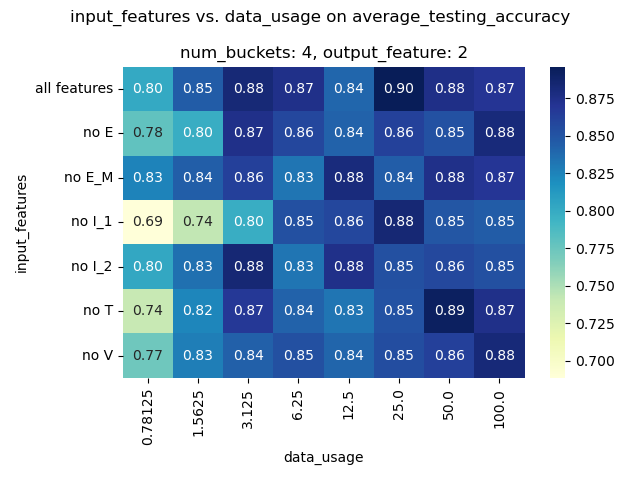 input_features vs. data_usage on average_testing_accuracy
num_buckets: 4, output_feature: 2
input_features
all features 0.80 0.85 0.88 0.87 0.84 0.90 0.88 0.87
no E 0.78 0.80 0.87 0.86 0.84 0.86 0.85 0.88
no E_M 0.83 0.84 0.86 0.83 0.88 0.84 0.88 0.87
no I_1 0.69 0.74 0.80 0.85 0.86 0.88 0.85 0.85
no I_2 0.80 0.83 0.88 0.83 0.88 0.85 0.86 0.85
no T 0.74 0.82 0.87 0.84 0.83 0.85 0.89 0.87
no V 0.77 0.83 0.84 0.85 0.84 0.85 0.86 0.88
0.78125 1.5625 3.125 6.25 12.5 25.0 50.0 100.0
data_usage
0.875
0.850
0.825
0.800
0.775
0.750
0.725
0.700